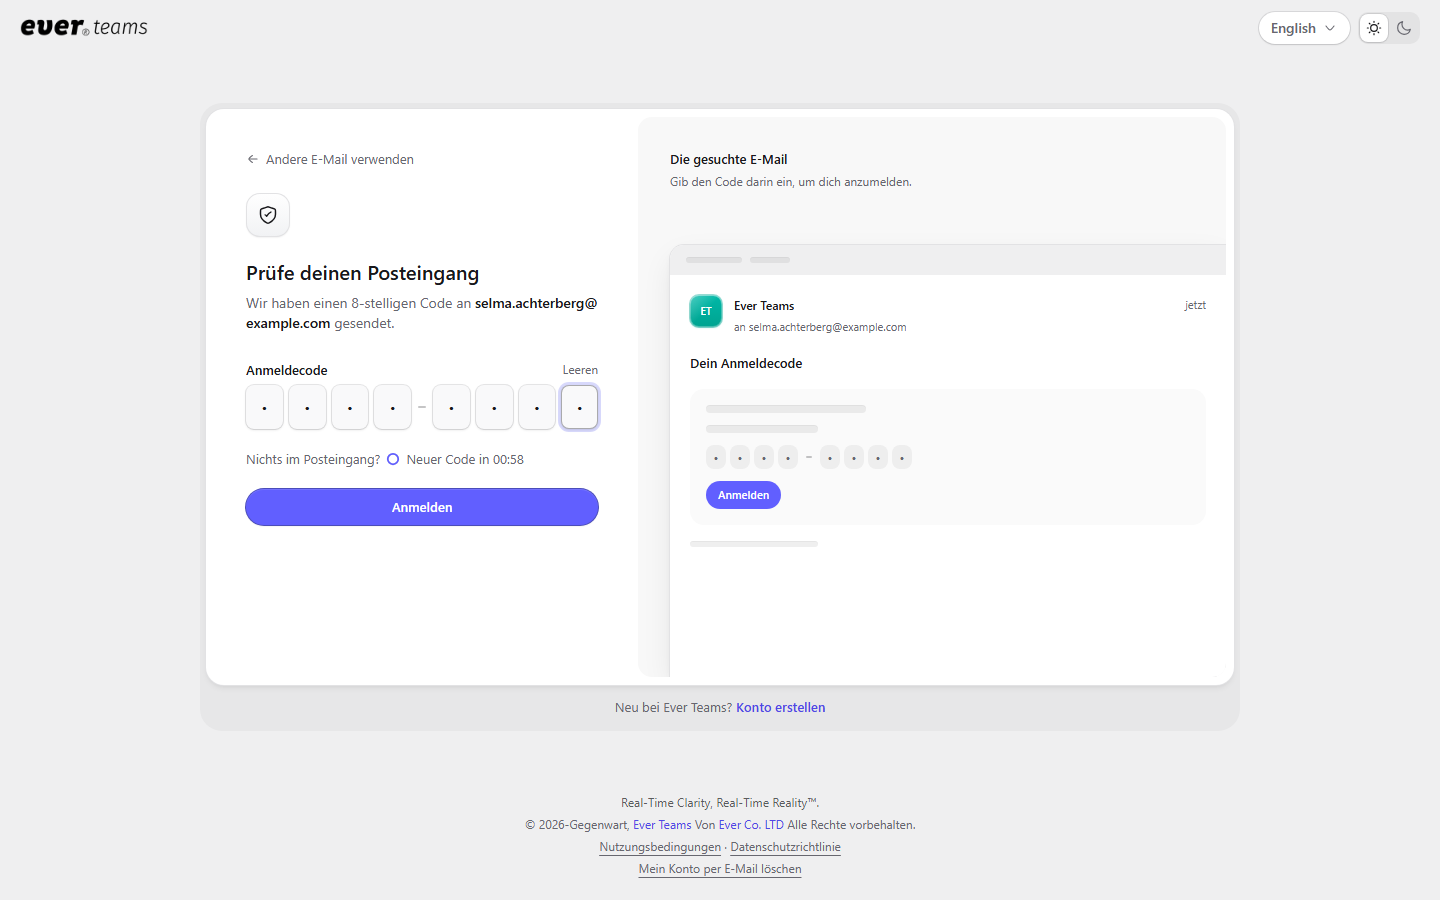 ever® teams
English
← Andere E-Mail verwenden
Prüfe deinen Posteingang
Wir haben einen 8-stelligen Code an selma.achterberg@
example.com gesendet.
Anmeldecode
Leeren
• • • • – • • • •
Nichts im Posteingang? Neuer Code in 00:58
Anmelden
Die gesuchte E-Mail
Gib den Code darin ein, um dich anzumelden.
ET
Ever Teams
jetzt
an selma.achterberg@example.com
Dein Anmeldecode
• • • • – • • • •
Anmelden
Neu bei Ever Teams? Konto erstellen
Real-Time Clarity, Real-Time Reality™.
© 2026-Gegenwart, Ever Teams Von Ever Co. LTD Alle Rechte vorbehalten.
Nutzungsbedingungen · Datenschutzrichtlinie
Mein Konto per E-Mail löschen